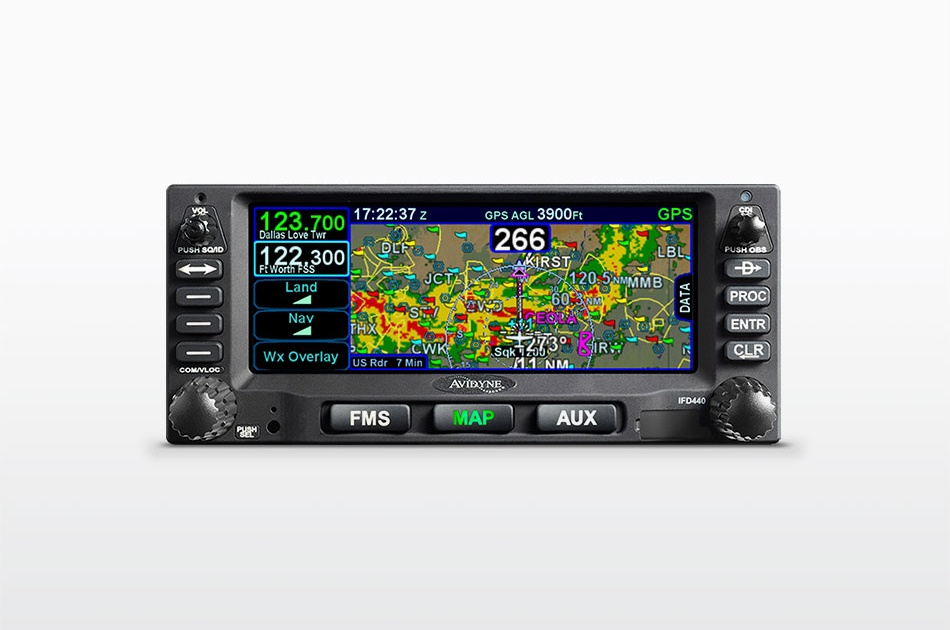 VOL
PUSH SQ/ID
COM/VLOC
PUSH
SEL
123.700
Dallas Love Twr
122.300
Ft Worth FSS
Land
Nav
Wx Overlay
17:22:37 Z
GPS AGL 3900Ft
GPS
266
KIRST
DLF
LBL
JCT
120.5NM
MMB
60.3NM
CWK
Sqk 1200
11 NM
US Rdr 7 Min
DATA
AVIDYNE
IFD440
FMS
MAP
AUX
CDI
PUSH OBS
D
PROC
ENTR
CLR